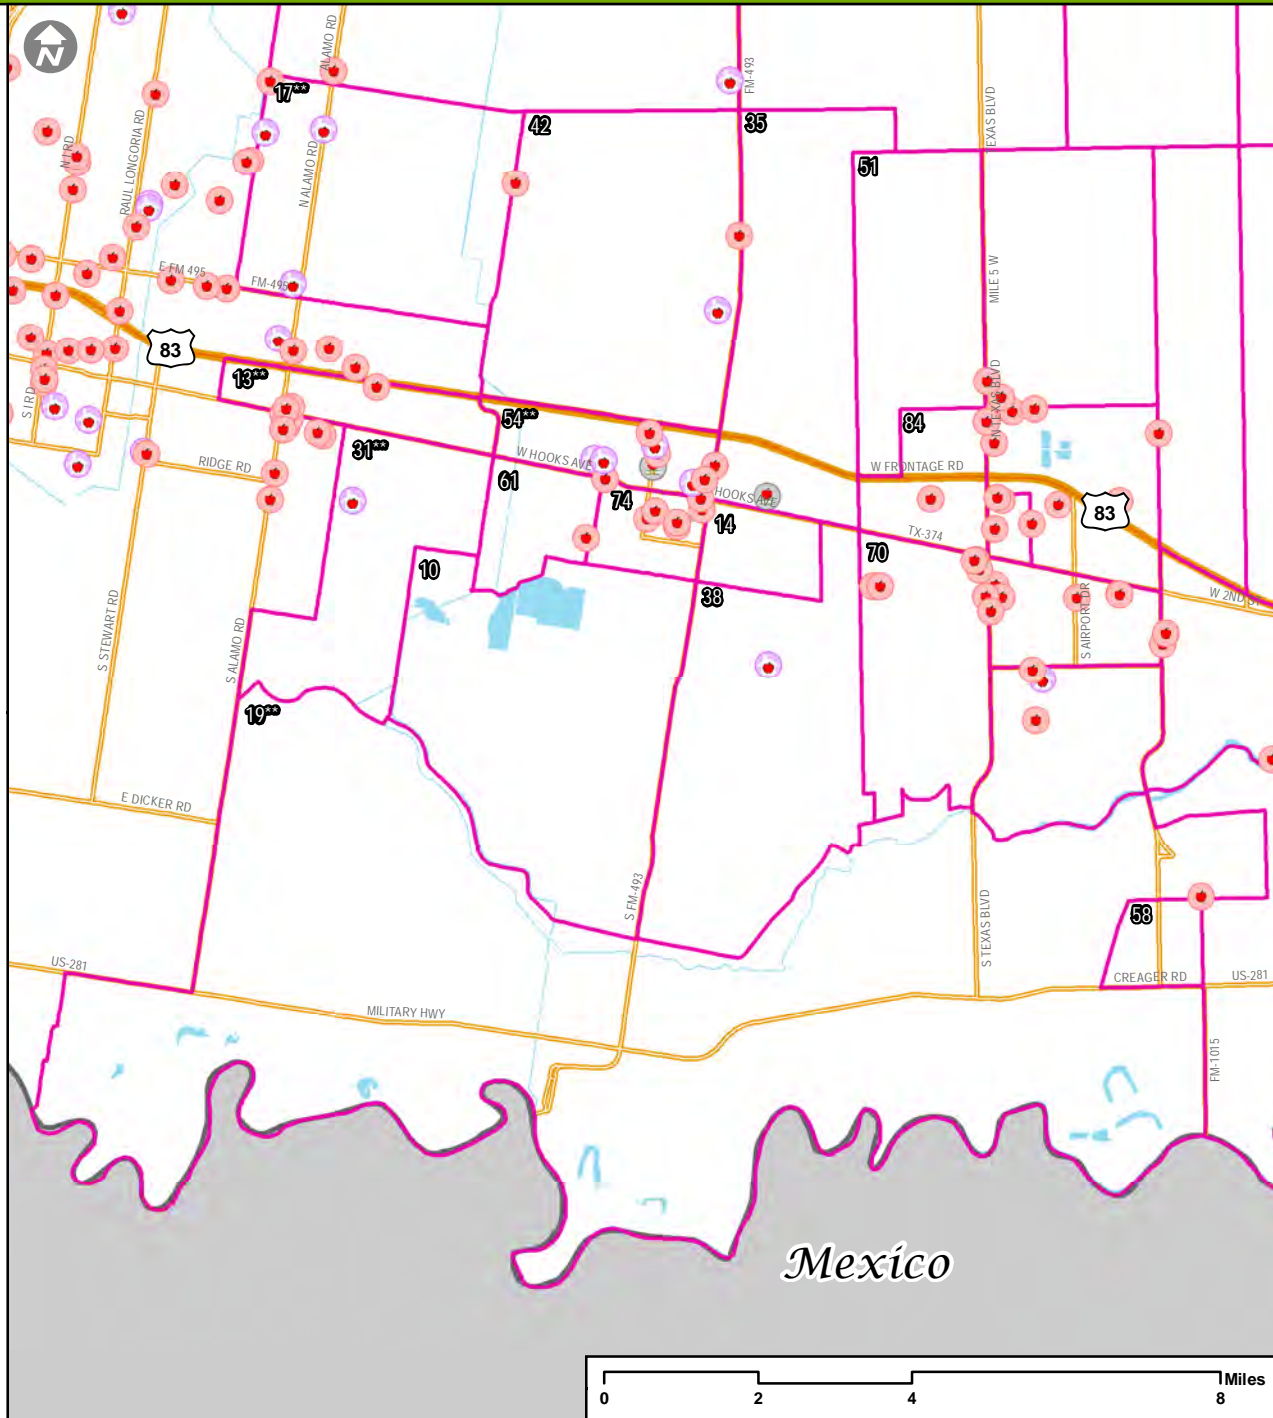 N
ALAMO RD
FM-493
17**
42
35
TEXAS BLVD
N I RD
RAUL LONGORIA RD
N ALAMO RD
51
E FM 495
FM-495
MILE 5 W
83
13**
N TEXAS BLVD
S I RD
54**
84
31**
W HOOKS AVE
RIDGE RD
61
W FRONTAGE RD
74
HOOKS AVE
14
83
TX-374
70
10
38
W 2ND ST
S STEWART RD
S ALAMO RD
S AIRPORT DR
19**
E DICKER RD
S FM-493
S TEXAS BLVD
58
US-281
CREAGER RD
US-281
MILITARY HWY
FM-1015
Mexico
Miles
0 2 4 8